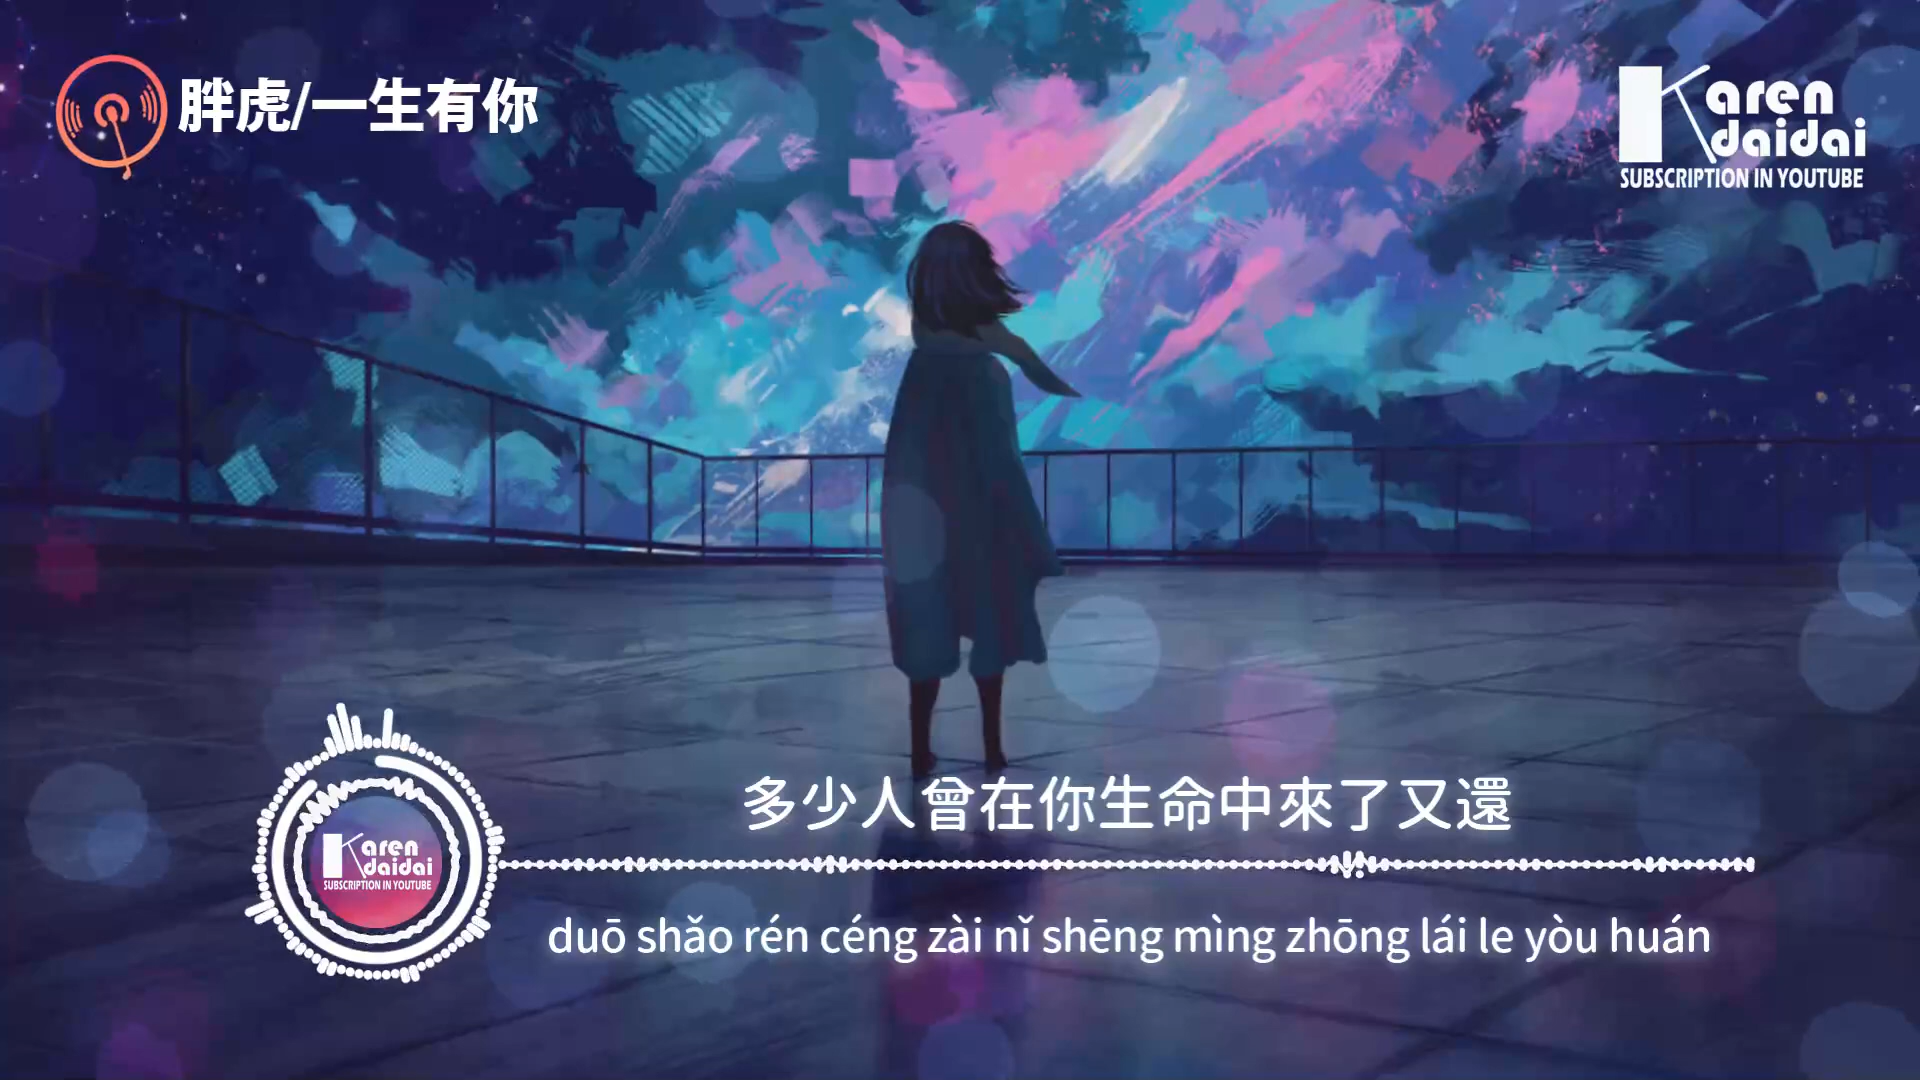 胖虎/一生有你
Karen
daidai
SUBSCRIPTION IN YOUTUBE
多少人曾在你生命中來了又還
Karen
daidai
SUBSCRIPTION IN YOUTUBE
duō shǎo rén céng zài nǐ shēng mìng zhōng lái le yòu huán